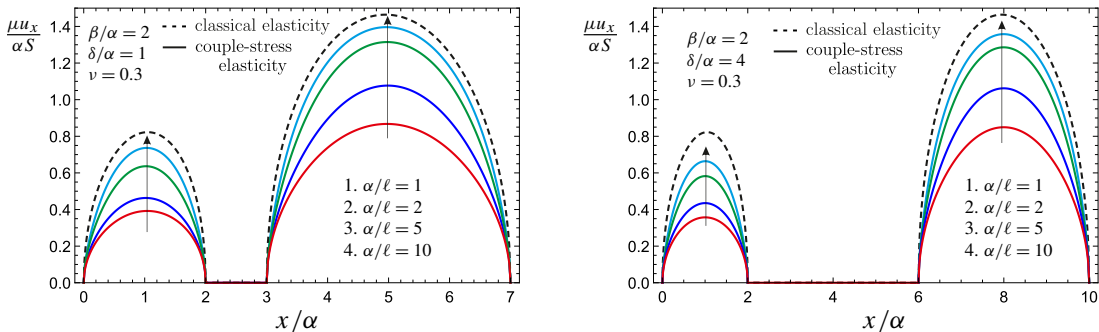 μu_x/αS
1.4
1.2
1.0
0.8
0.6
0.4
0.2
0.0
β/α = 2
δ/α = 1
ν = 0.3
classical elasticity
couple-stress
elasticity
1. α/ℓ = 1
2. α/ℓ = 2
3. α/ℓ = 5
4. α/ℓ = 10
0 1 2 3 4 5 6 7
x/α
μu_x/αS
1.4
1.2
1.0
0.8
0.6
0.4
0.2
0.0
β/α = 2
δ/α = 4
ν = 0.3
classical elasticity
couple-stress
elasticity
1. α/ℓ = 1
2. α/ℓ = 2
3. α/ℓ = 5
4. α/ℓ = 10
0 2 4 6 8 10
x/α